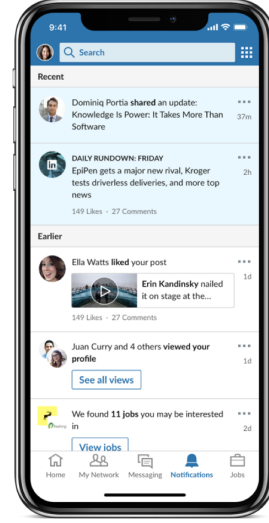 9:41
Search
Recent
Dominiq Portia shared an update:
Knowledge Is Power: It Takes More Than
Software
37m
DAILY RUNDOWN: FRIDAY
EpiPen gets a major new rival, Kroger
tests driverless deliveries, and more top
news
2h
149 Likes · 27 Comments
Earlier
Ella Watts liked your post
1d
Erin Kandinsky nailed
it on stage at the...
149 Likes · 27 Comments
Juan Curry and 4 others viewed your
profile
1d
See all views
We found 11 jobs you may be interested
in
2d
View jobs
Home
My Network
Messaging
Notifications
Jobs